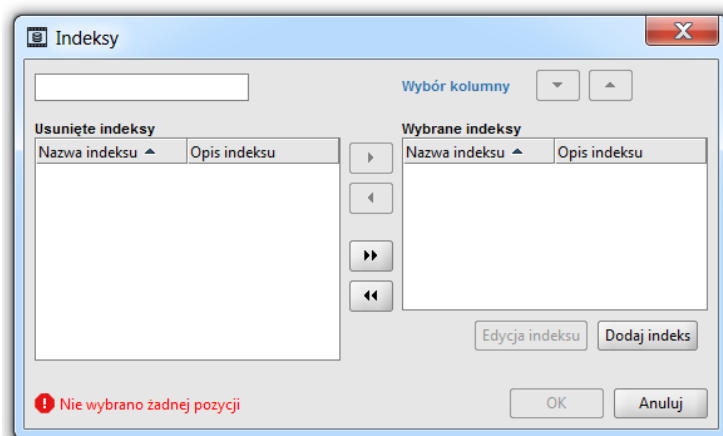 Indeksy
Wybór kolumny
Usunięte indeksy
Wybrane indeksy
Nazwa indeksu Opis indeksu
Nazwa indeksu Opis indeksu
Edycja indeksu Dodaj indeks
Nie wybrano żadnej pozycji
OK Anuluj